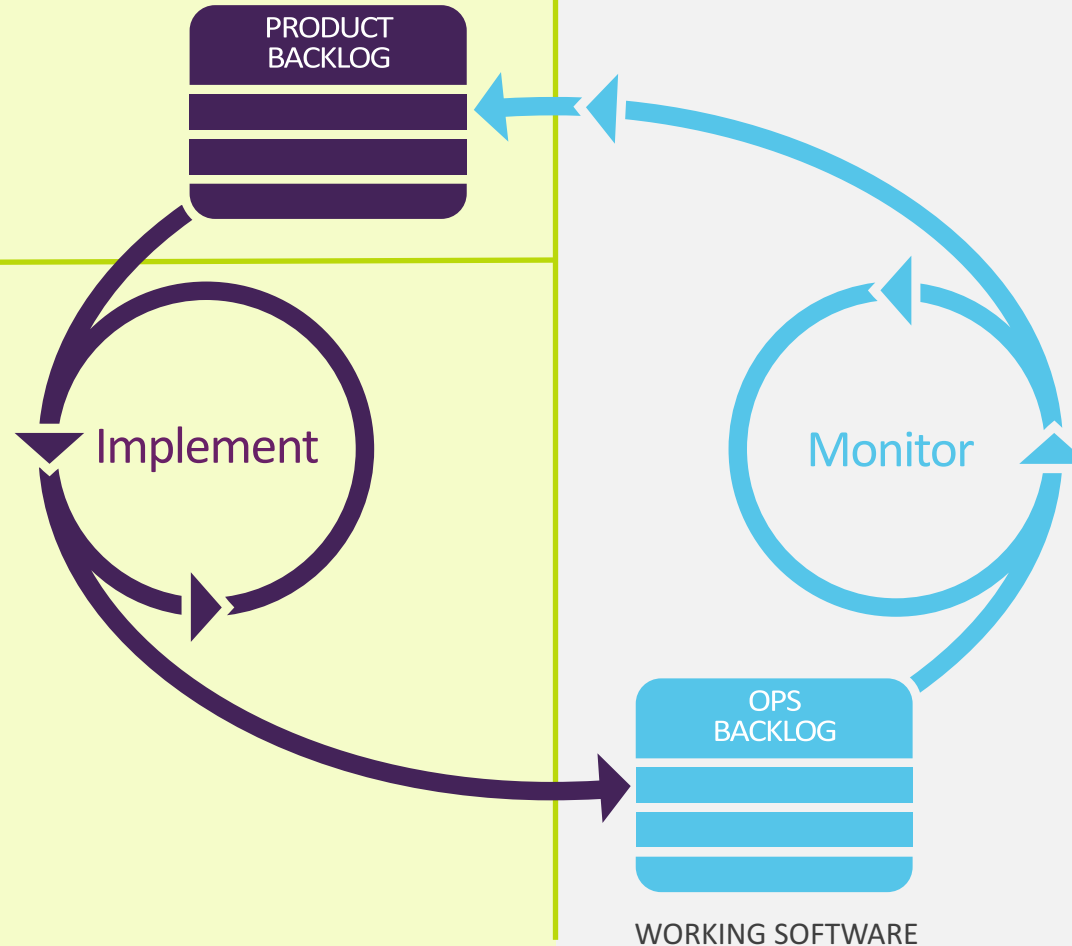 PRODUCT
BACKLOG
Implement
Monitor
OPS
BACKLOG
WORKING SOFTWARE